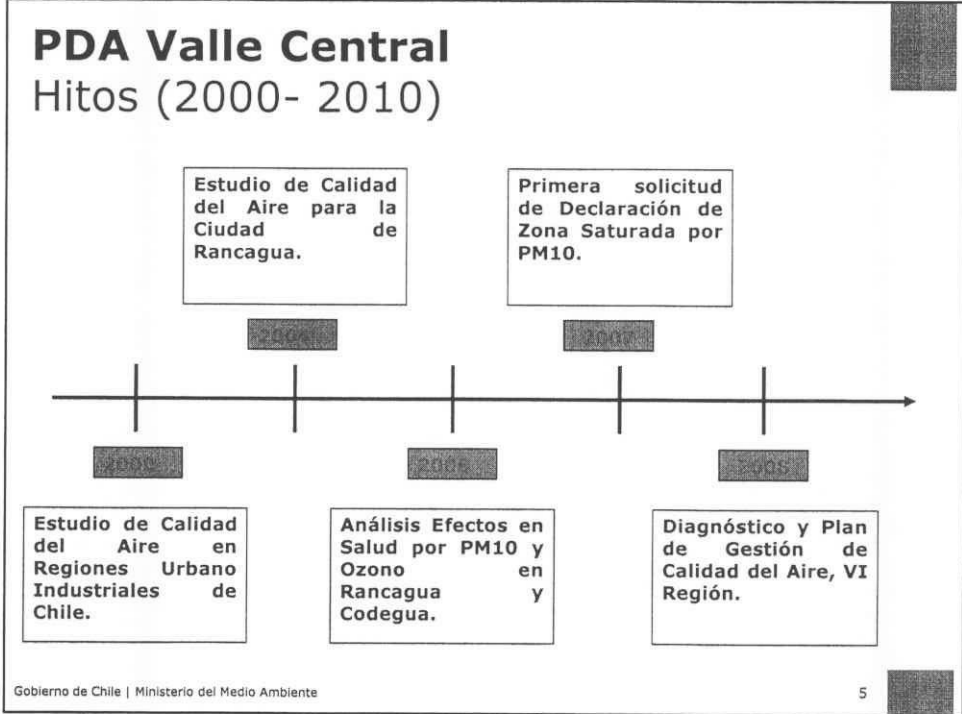 PDA Valle Central
Hitos (2000- 2010)
Estudio de Calidad
del Aire para la
Ciudad de
Rancagua.
Primera solicitud
de Declaración de
Zona Saturada por
PM10.
2007
2000
Estudio de Calidad
del Aire en
Regiones Urbano
Industriales de
Chile.
Análisis Efectos en
Salud por PM10 y
Ozono en
Rancagua y
Codegua.
Diagnóstico y Plan
de Gestión de
Calidad del Aire, VI
Región.
Gobierno de Chile | Ministerio del Medio Ambiente
5